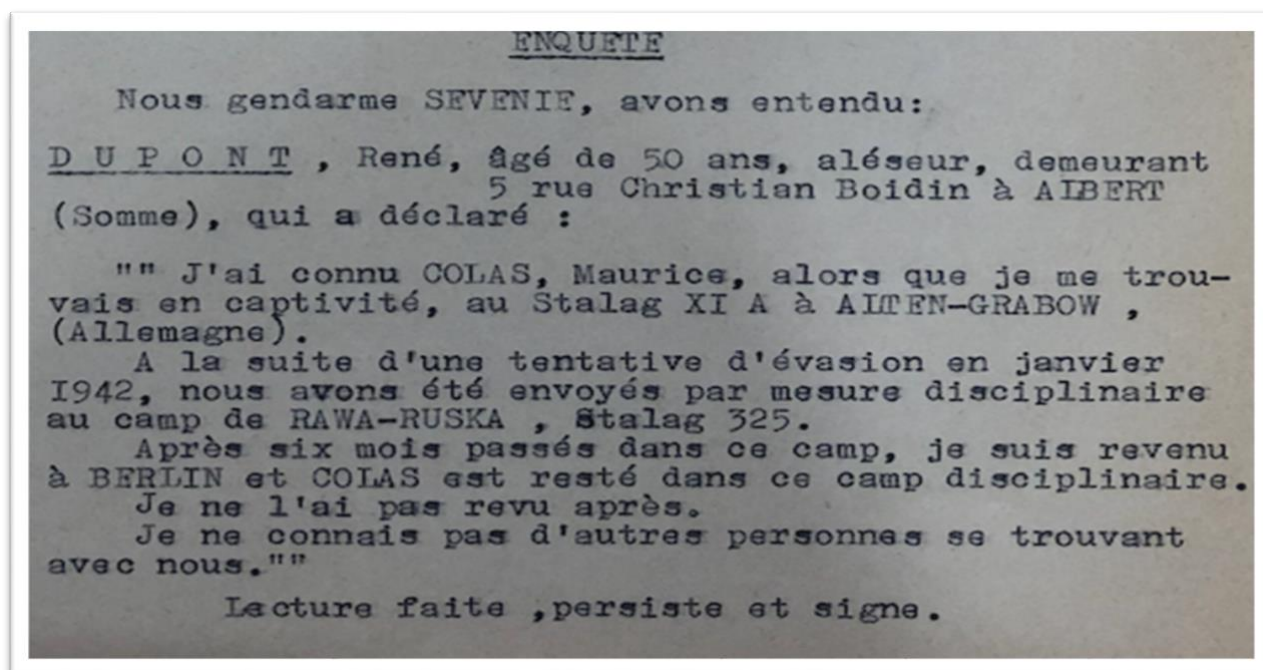 ENQUETE
Nous gendarme SEVENIE, avons entendu:
D U P O N T , René, âgé de 50 ans, aléseur, demeurant
5 rue Christian Boidin à ALBERT
(Somme), qui a déclaré :
"" J'ai connu COLAS, Maurice, alors que je me trou-
vais en captivité, au Stalag XI A à ALTEN-GRABOW ,
(Allemagne).
A la suite d'une tentative d'évasion en janvier
I942, nous avons été envoyés par mesure disciplinaire
au camp de RAWA-RUSKA , Stalag 325.
Après six mois passés dans ce camp, je suis revenu
à BERLIN et COLAS est resté dans ce camp disciplinaire.
Je ne l'ai pas revu après.
Je ne connais pas d'autres personnes se trouvant
avec nous.""
Lecture faite ,persiste et signe.